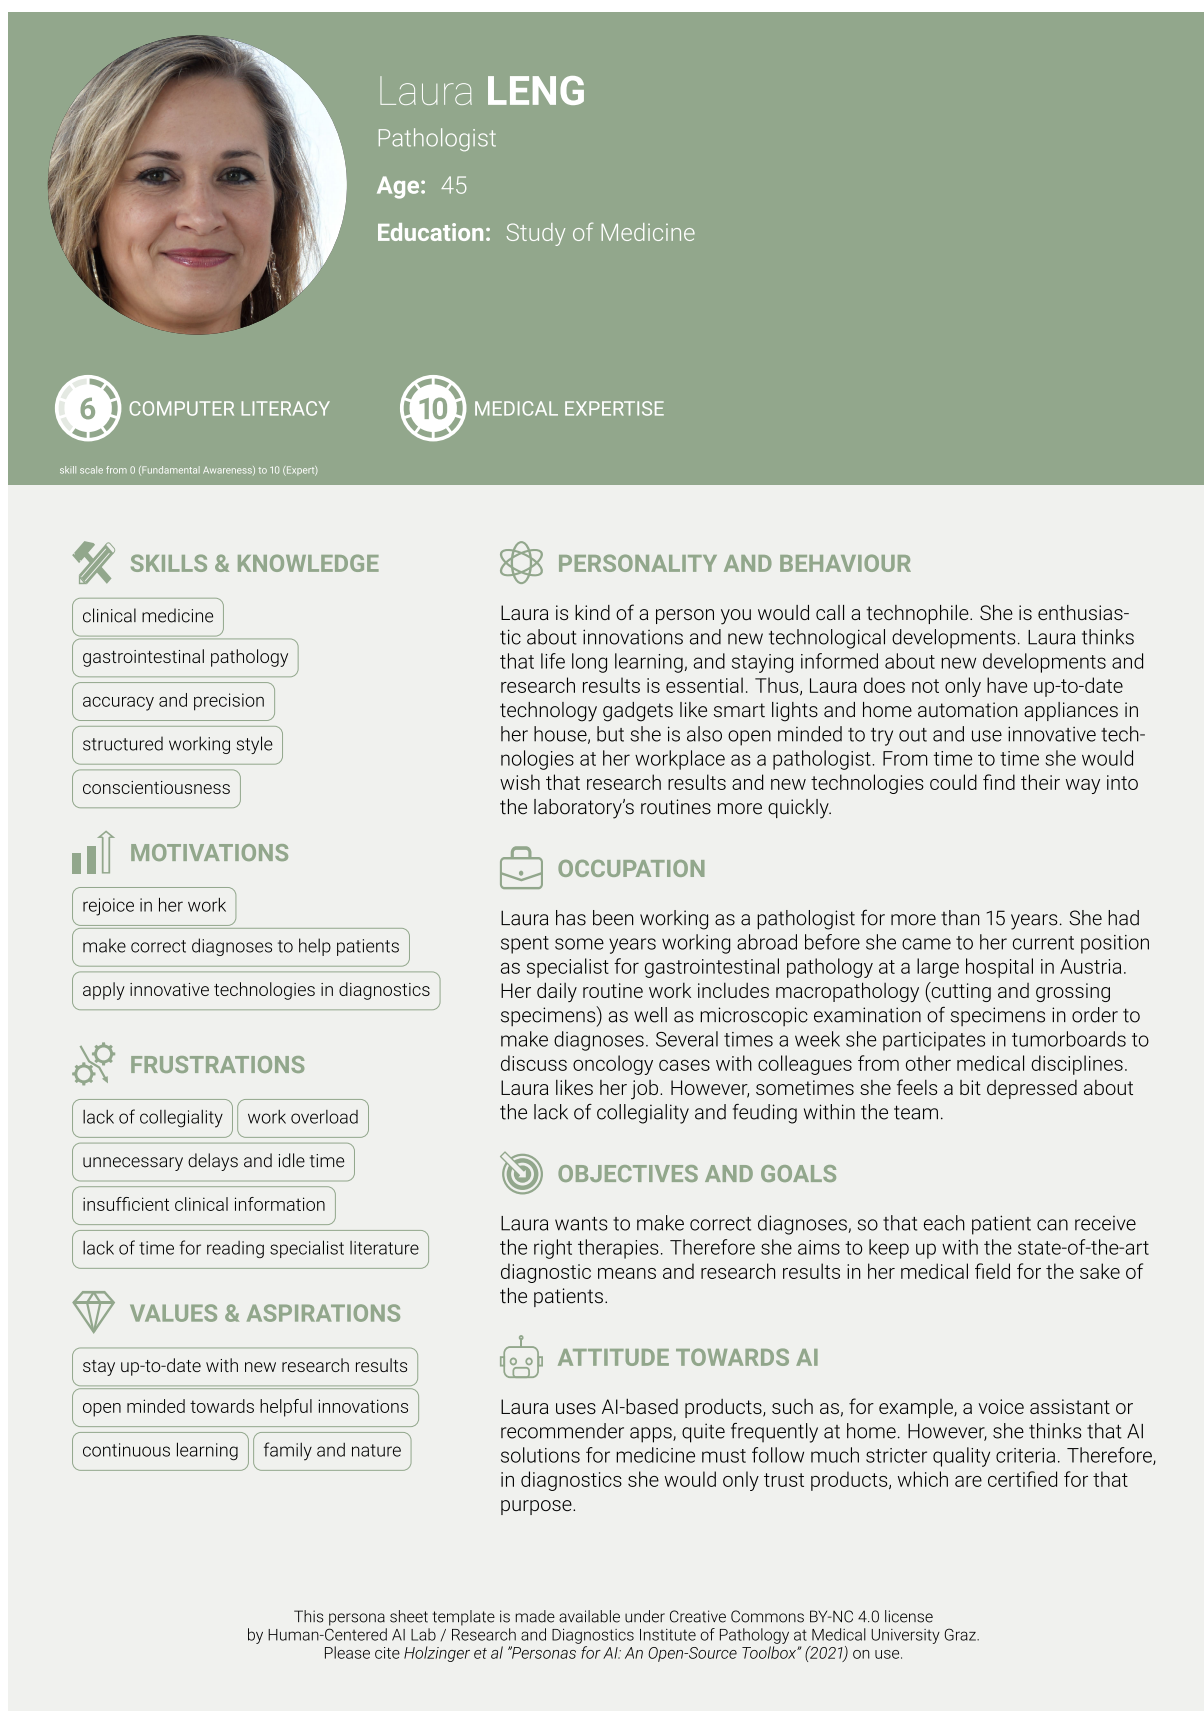 Laura LENG
Pathologist
Age: 45
Education: Study of Medicine
6 COMPUTER LITERACY
10 MEDICAL EXPERTISE
skill scale from 0 (Fundamental Awareness) to 10 (Expert)
SKILLS & KNOWLEDGE
clinical medicine
gastrointestinal pathology
accuracy and precision
structured working style
conscientiousness
MOTIVATIONS
rejoice in her work
make correct diagnoses to help patients
apply innovative technologies in diagnostics
FRUSTRATIONS
lack of collegiality work overload
unnecessary delays and idle time
insufficient clinical information
lack of time for reading specialist literature
VALUES & ASPIRATIONS
stay up-to-date with new research results
open minded towards helpful innovations
continuous learning family and nature
PERSONALITY AND BEHAVIOUR
Laura is kind of a person you would call a technophile. She is enthusias-
tic about innovations and new technological developments. Laura thinks
that life long learning, and staying informed about new developments and
research results is essential. Thus, Laura does not only have up-to-date
technology gadgets like smart lights and home automation appliances in
her house, but she is also open minded to try out and use innovative tech-
nologies at her workplace as a pathologist. From time to time she would
wish that research results and new technologies could find their way into
the laboratory's routines more quickly.
OCCUPATION
Laura has been working as a pathologist for more than 15 years. She had
spent some years working abroad before she came to her current position
as specialist for gastrointestinal pathology at a large hospital in Austria.
Her daily routine work includes macropathology (cutting and grossing
specimens) as well as microscopic examination of specimens in order to
make diagnoses. Several times a week she participates in tumorboards to
discuss oncology cases with colleagues from other medical disciplines.
Laura likes her job. However, sometimes she feels a bit depressed about
the lack of collegiality and feuding within the team.
OBJECTIVES AND GOALS
Laura wants to make correct diagnoses, so that each patient can receive
the right therapies. Therefore she aims to keep up with the state-of-the-art
diagnostic means and research results in her medical field for the sake of
the patients.
ATTITUDE TOWARDS AI
Laura uses AI-based products, such as, for example, a voice assistant or
recommender apps, quite frequently at home. However, she thinks that AI
solutions for medicine must follow much stricter quality criteria. Therefore,
in diagnostics she would only trust products, which are certified for that
purpose.
This persona sheet template is made available under Creative Commons BY-NC 4.0 license
by Human-Centered AI Lab / Research and Diagnostics Institute of Pathology at Medical University Graz.
Please cite Holzinger et al "Personas for AI: An Open-Source Toolbox" (2021) on use.